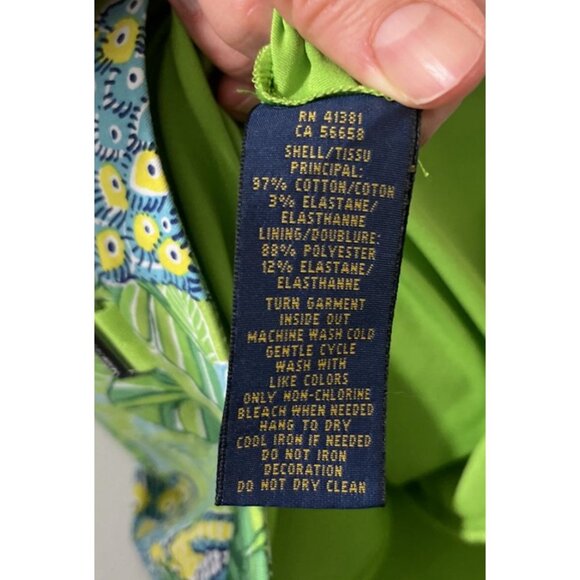 RN 41381
CA 56658
SHELL/TISSU
PRINCIPAL:
97% COTTON/COTON
3% ELASTANE/
ELASTHANNE
LINING/DOUBLURE:
88% POLYESTER
12% ELASTANE/
ELASTHANNE
TURN GARMENT
INSIDE OUT
MACHINE WASH COLD
GENTLE CYCLE
WASH WITH
LIKE COLORS
ONLY NON-CHLORINE
BLEACH WHEN NEEDED
HANG TO DRY
COOL IRON IF NEEDED
DO NOT IRON
DECORATION
DO NOT DRY CLEAN